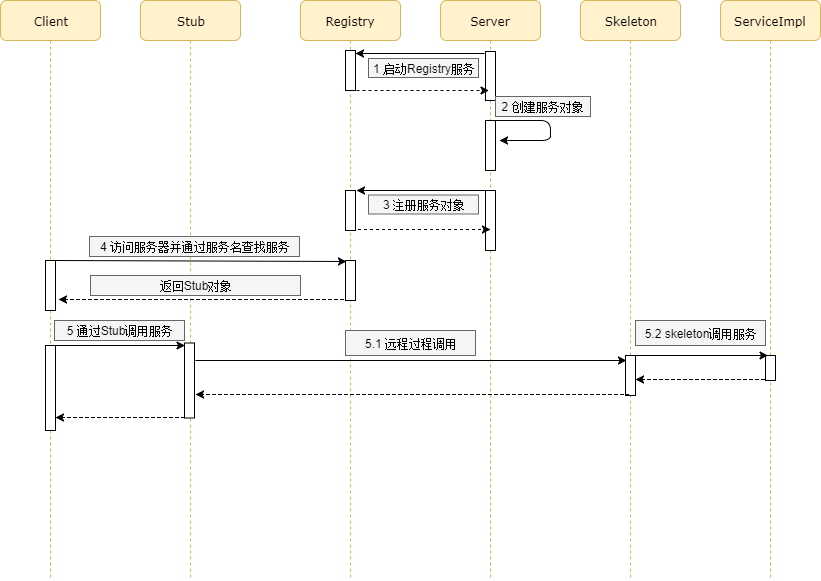 Client
Stub
Registry
Server
Skeleton
ServiceImpl
1 启动Registry服务
2 创建服务对象
3 注册服务对象
4 访问服务器并通过服务名查找服务
返回Stub对象
5 通过Stub调用服务
5.1 远程过程调用
5.2 skeleton调用服务